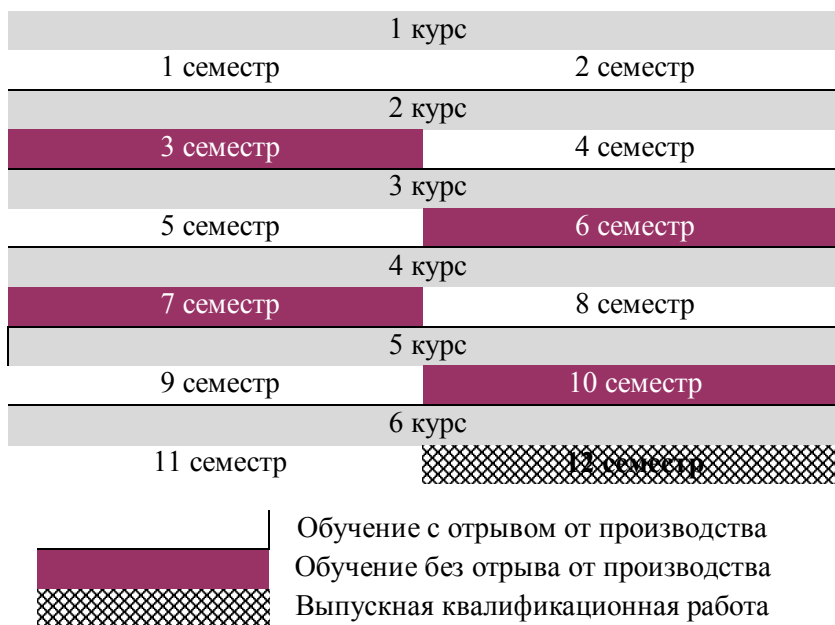 1 курс
1 семестр 2 семестр
2 курс
3 семестр 4 семестр
3 курс
5 семестр 6 семестр
4 курс
7 семестр 8 семестр
5 курс
9 семестр 10 семестр
6 курс
11 семестр 12 семестр
Обучение с отрывом от производства
Обучение без отрыва от производства
Выпускная квалификационная работа